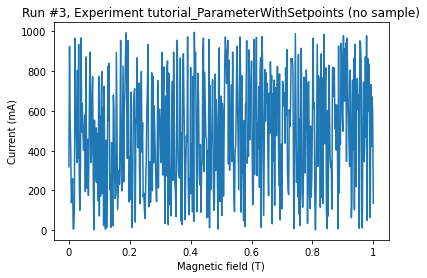 Run #3, Experiment tutorial_ParameterWithSetpoints (no sample)
1000
800
600
400
200
0
Current (mA)
0 0.2 0.4 0.6 0.8 1
Magnetic field (T)